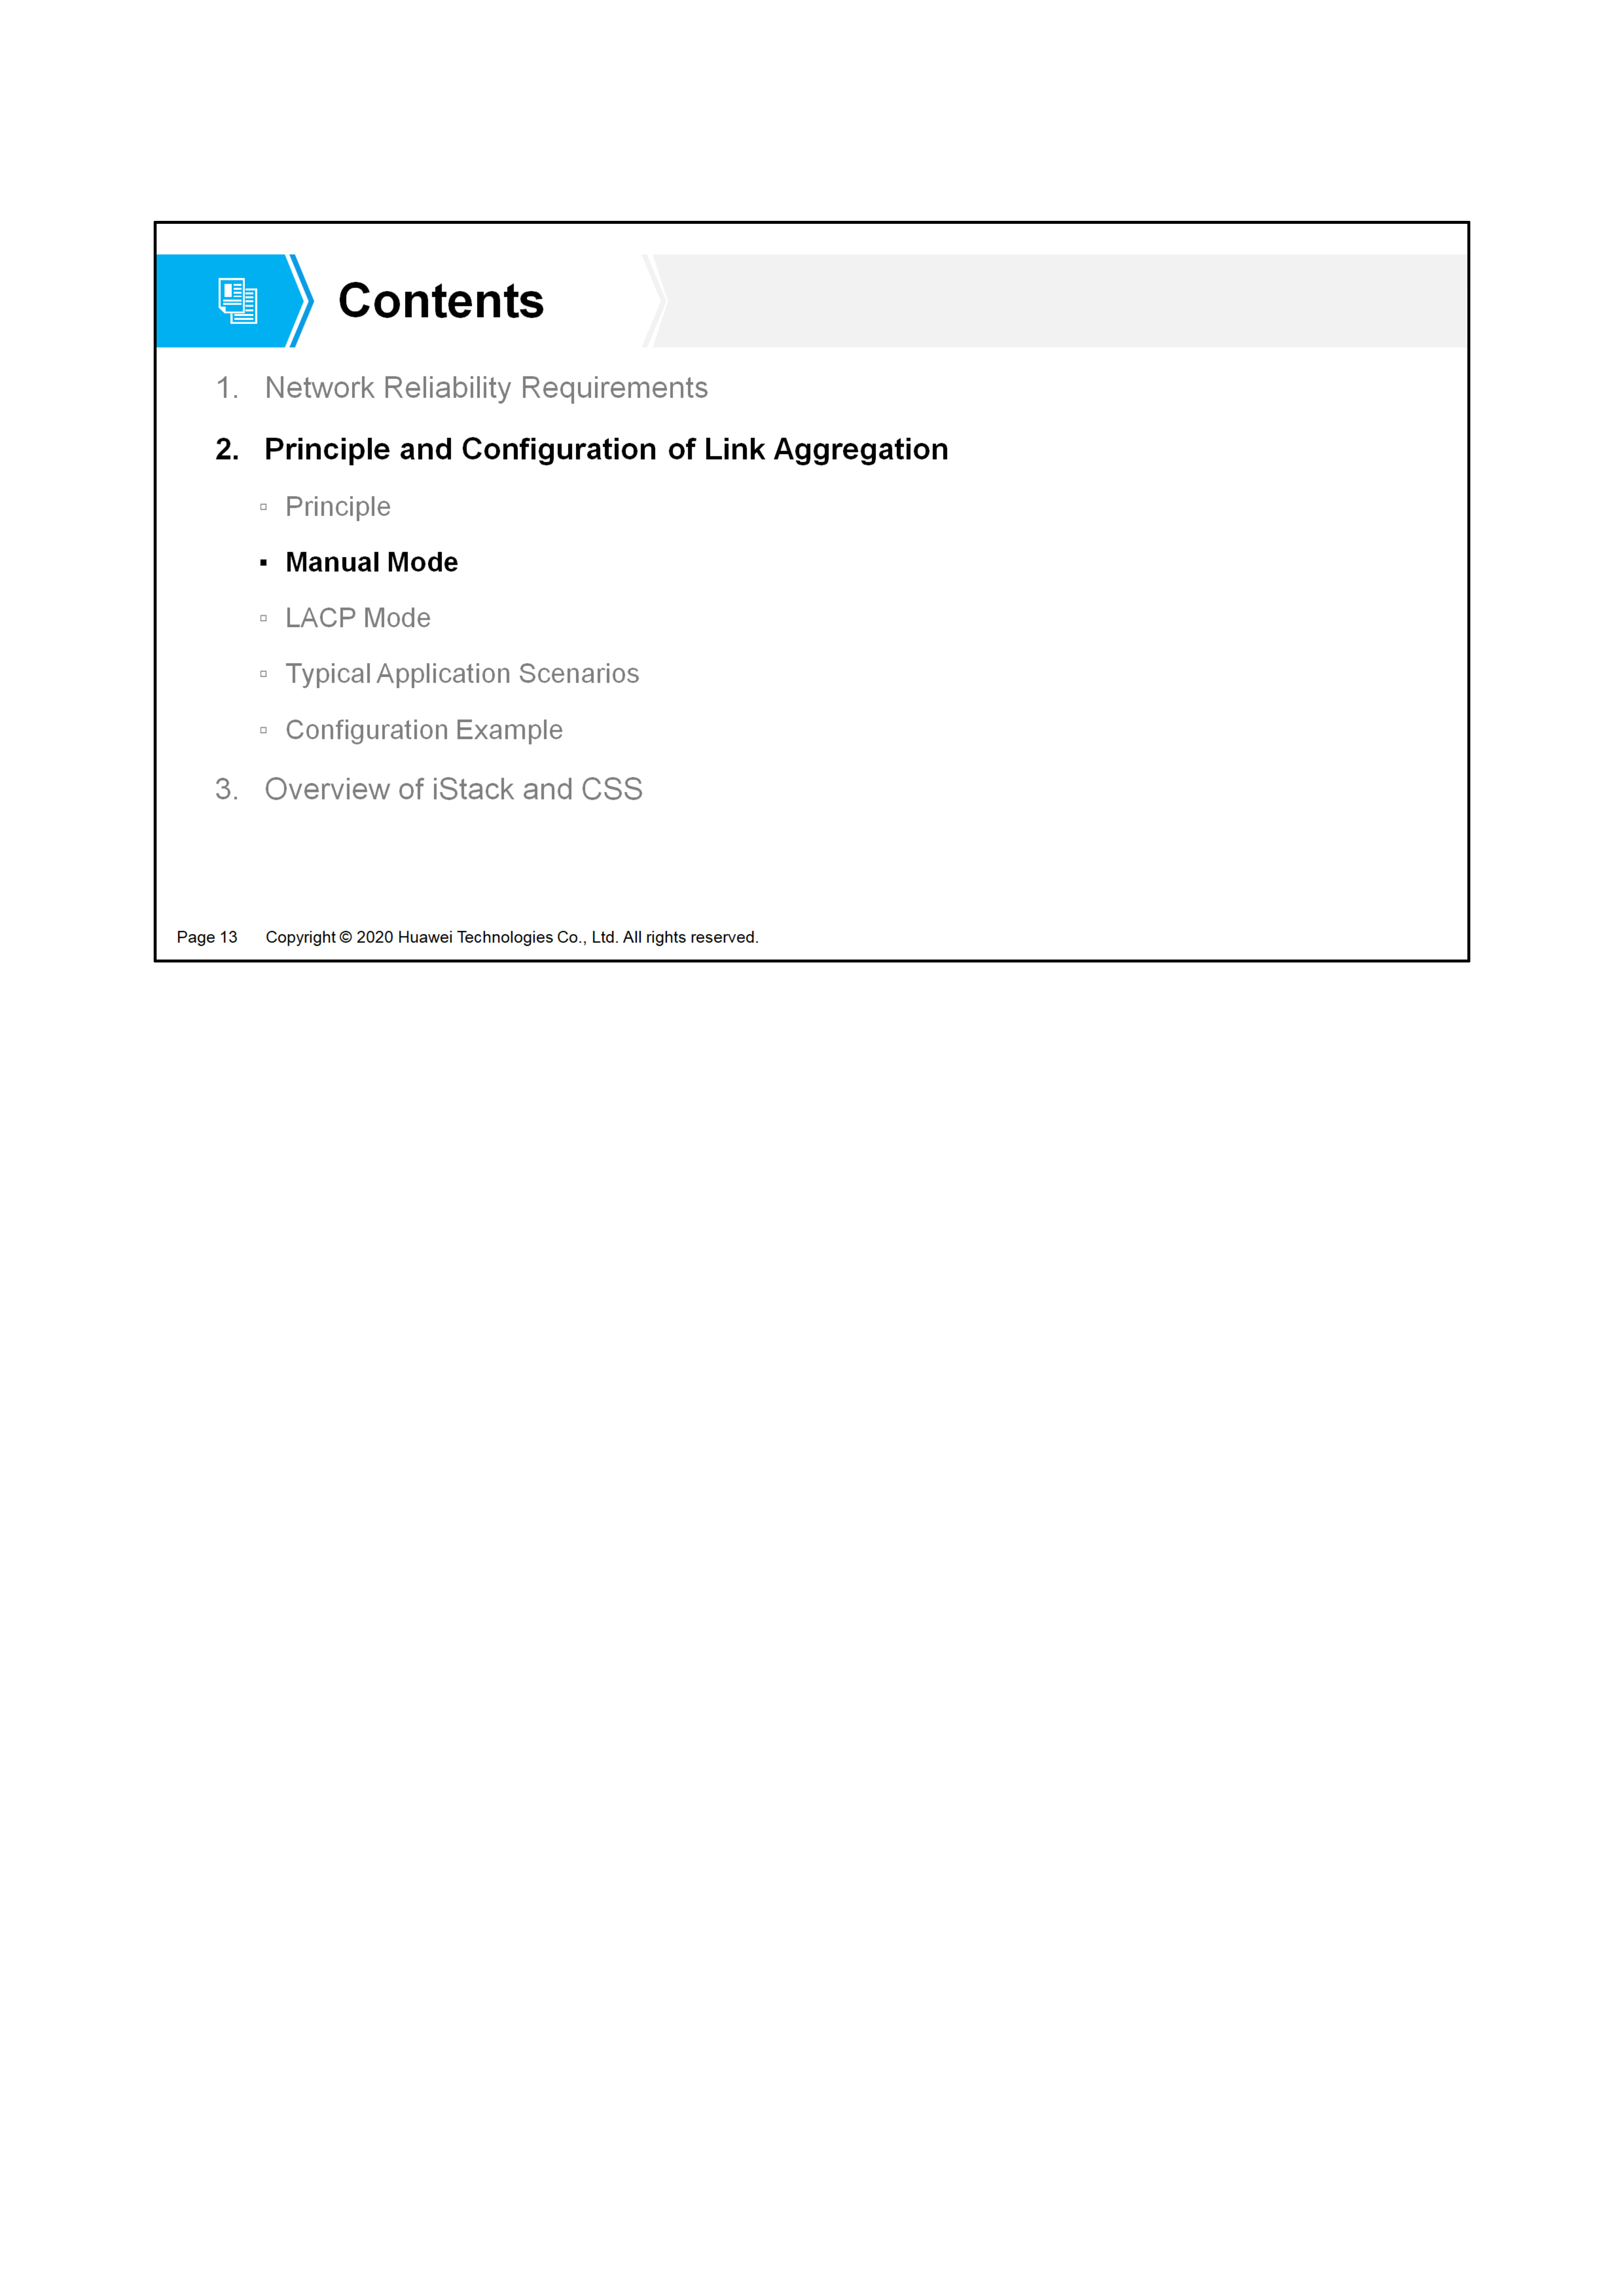 Contents
1. Network Reliability Requirements
2. Principle and Configuration of Link Aggregation
▫ Principle
▪ Manual Mode
▫ LACP Mode
▫ Typical Application Scenarios
▫ Configuration Example
3. Overview of iStack and CSS
Page 13 Copyright © 2020 Huawei Technologies Co., Ltd. All rights reserved.